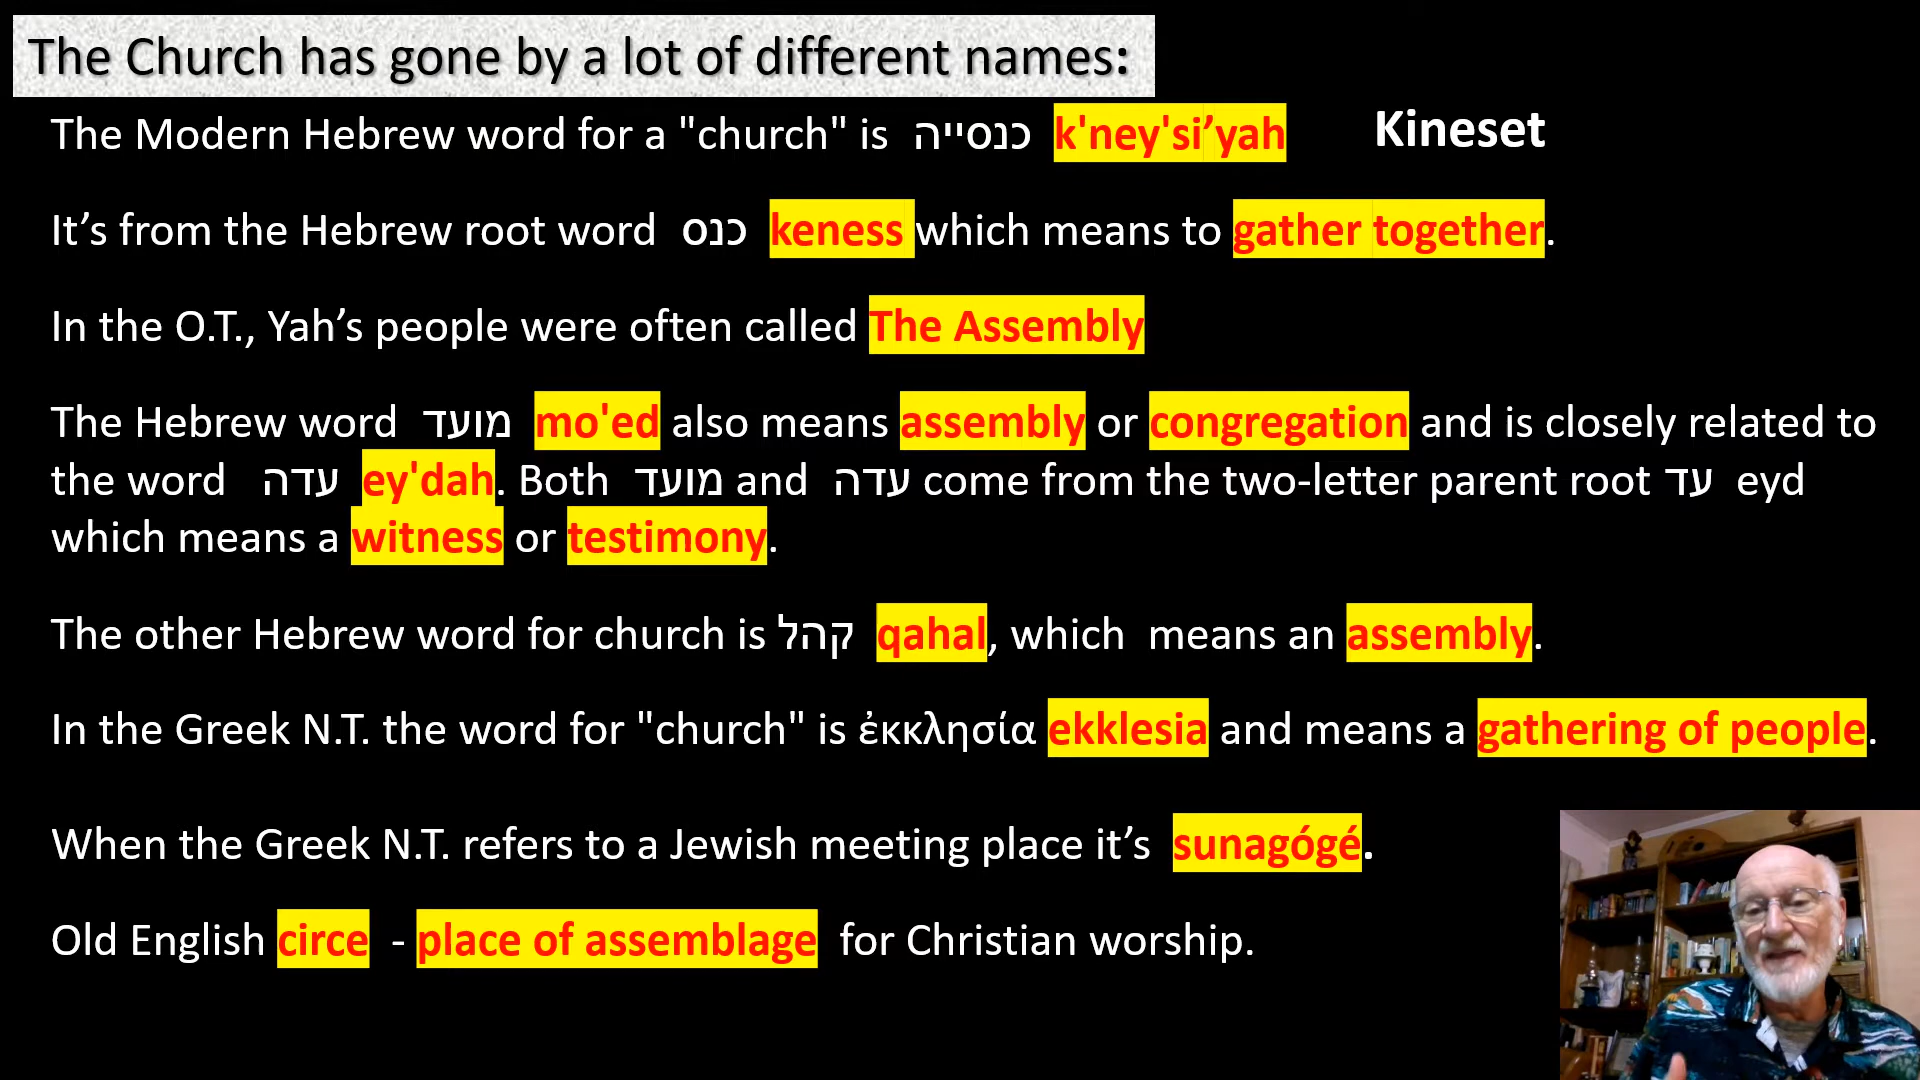 The Church has gone by a lot of different names:
The Modern Hebrew word for a "church" is כנסייה k'ney'si’yah Kineset
It’s from the Hebrew root word כנס keness which means to gather together.
In the O.T., Yah’s people were often called The Assembly
The Hebrew word מועד mo'ed also means assembly or congregation and is closely related to
the word עדה ey'dah. Both מועד and עדה come from the two-letter parent root עד eyd
which means a witness or testimony.
The other Hebrew word for church is קהל qahal, which means an assembly.
In the Greek N.T. the word for "church" is ἐκκλησία ekklesia and means a gathering of people.
When the Greek N.T. refers to a Jewish meeting place it’s sunagógé.
Old English circe - place of assemblage for Christian worship.